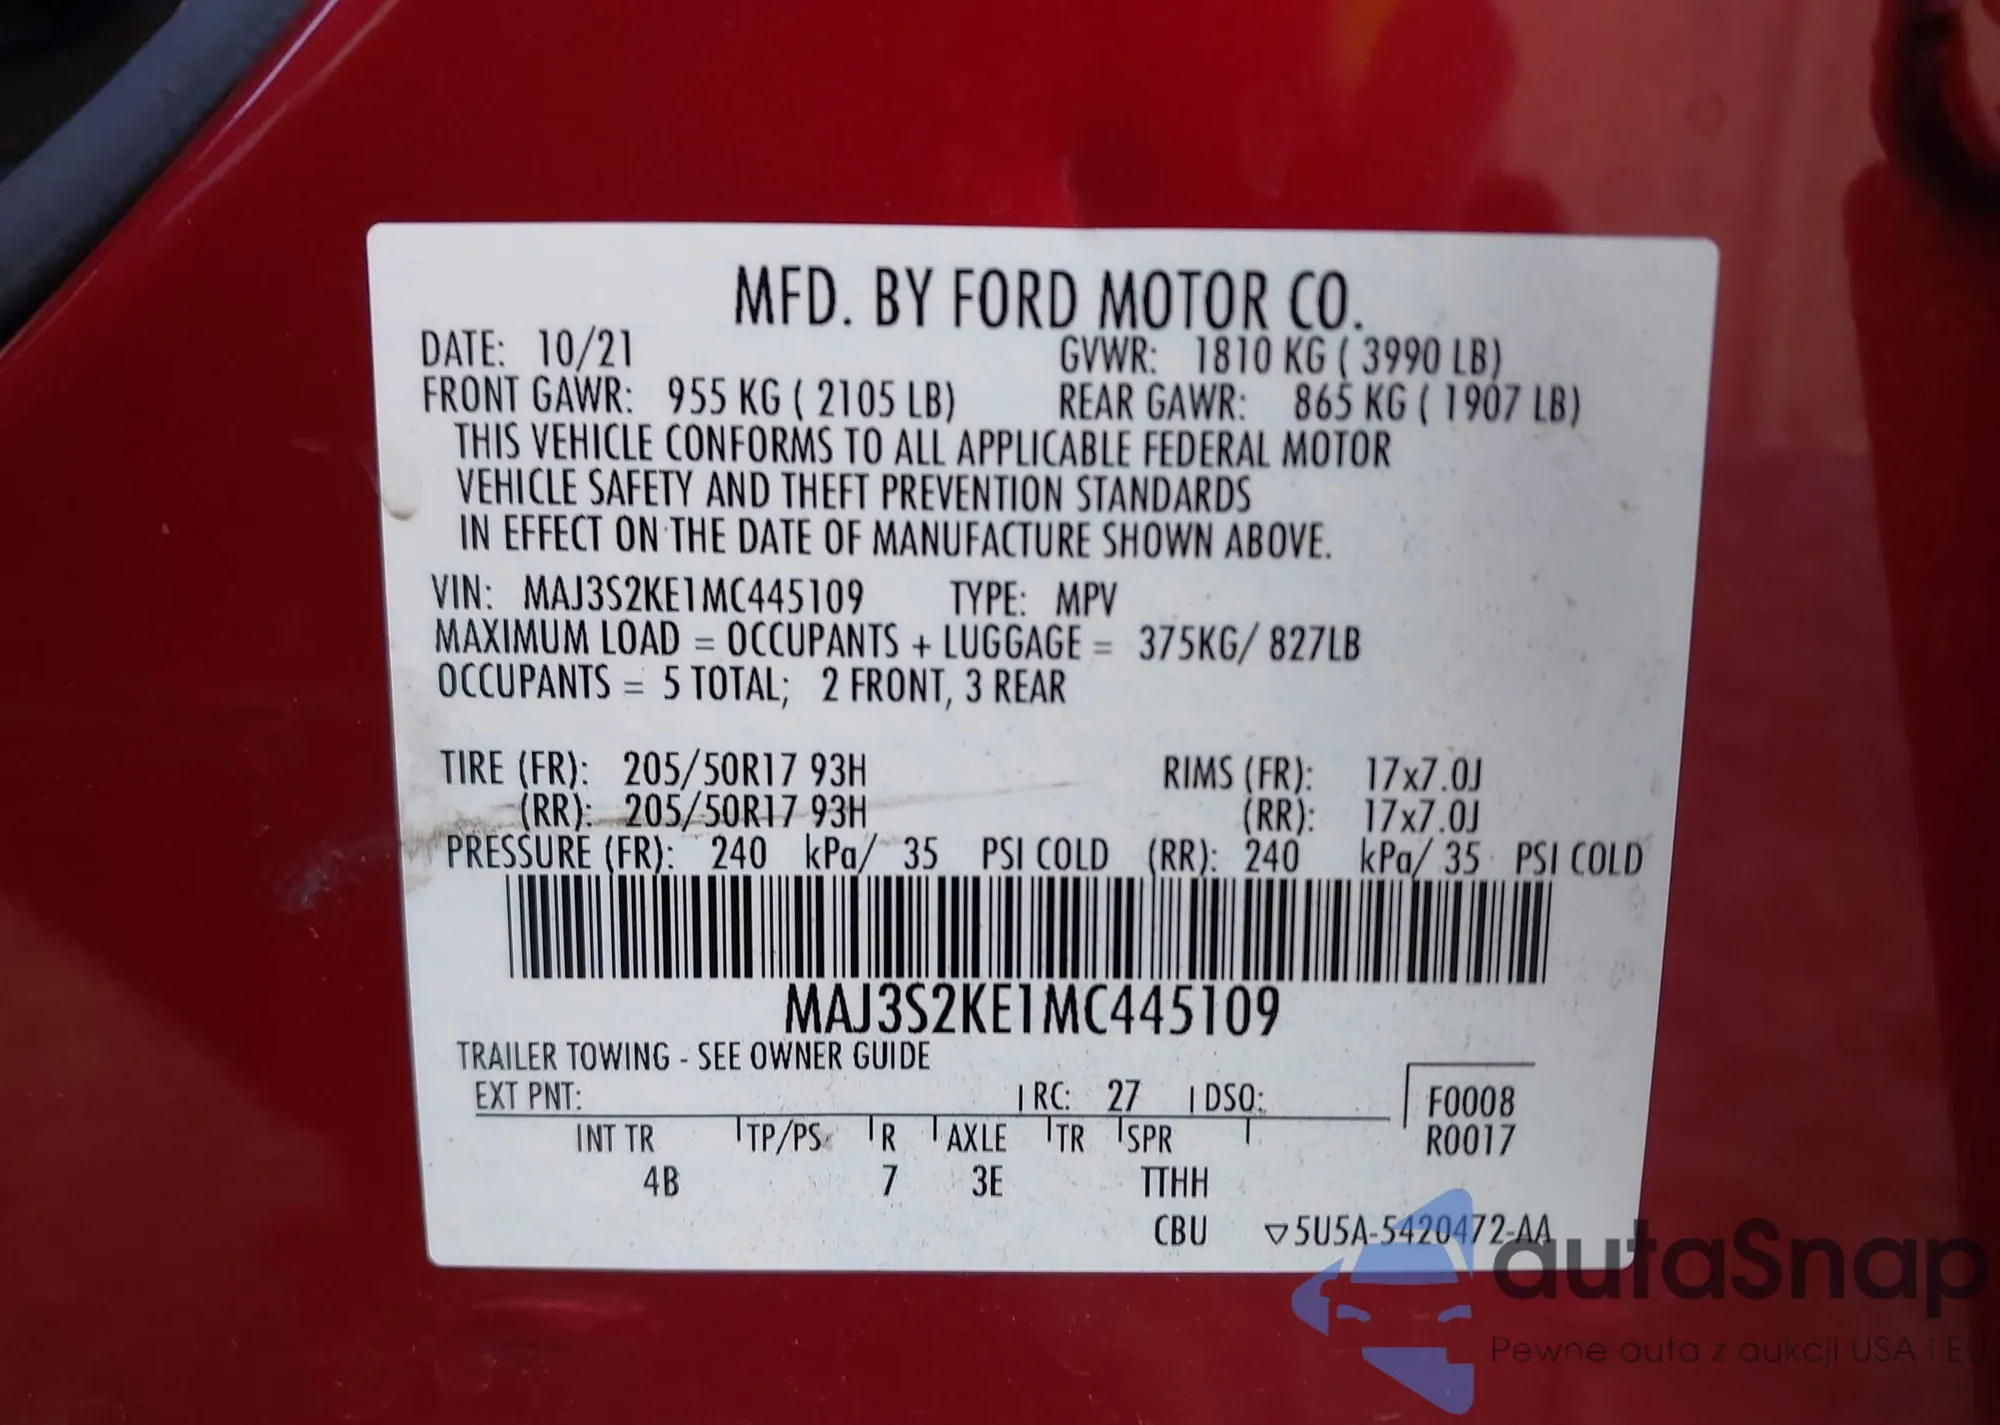 MFD. BY FORD MOTOR CO.
DATE: 10/21 GVWR: 1810 KG ( 3990 LB)
FRONT GAWR: 955 KG ( 2105 LB) REAR GAWR: 865 KG ( 1907 LB)
THIS VEHICLE CONFORMS TO ALL APPLICABLE FEDERAL MOTOR
VEHICLE SAFETY AND THEFT PREVENTION STANDARDS
IN EFFECT ON THE DATE OF MANUFACTURE SHOWN ABOVE.
VIN: MAJ3S2KE1MC445109 TYPE: MPV
MAXIMUM LOAD = OCCUPANTS + LUGGAGE = 375KG/ 827LB
OCCUPANTS = 5 TOTAL; 2 FRONT, 3 REAR
TIRE (FR): 205/50R17 93H RIMS (FR): 17x7.0J
(RR): 205/50R17 93H (RR): 17x7.0J
PRESSURE (FR): 240 kPa/ 35 PSI COLD (RR): 240 kPa/ 35 PSI COLD
MAJ3S2KE1MC445109
TRAILER TOWING - SEE OWNER GUIDE
EXT PNT: RC: 27 DSO: F0008
R0017
INT TR TP/PS R AXLE TR SPR
4B 7 3E TTHH
CBU ▽5U5A-5420472-AA
autaSnap
Pewne auta z aukcji USA i EU